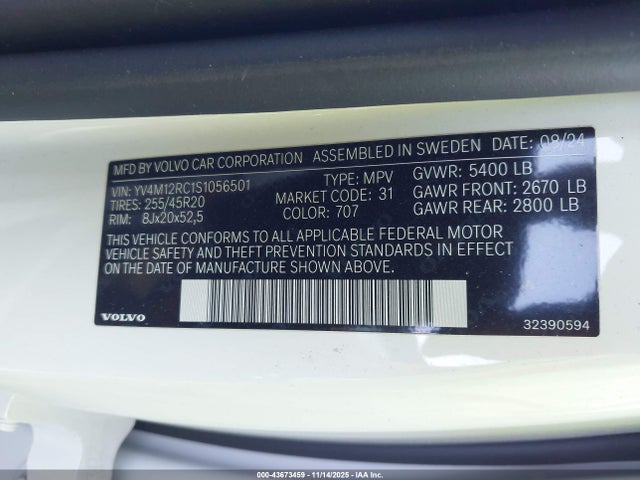 MFD BY VOLVO CAR CORPORATION ASSEMBLED IN SWEDEN DATE: 08/24
VIN: YV4M12RC1S1056501 TYPE: MPV GVWR: 5400 LB
TIRES: 255/45R20 MARKET CODE: 31 GAWR FRONT: 2670 LB
RIM: 8Jx20x52,5 COLOR: 707 GAWR REAR: 2800 LB
THIS VEHICLE CONFORMS TO ALL APPLICABLE FEDERAL MOTOR
VEHICLE SAFETY AND THEFT PREVENTION STANDARDS IN EFFECT
ON THE DATE OF MANUFACTURE SHOWN ABOVE.
VOLVO 32390594
000-43673459 - 11/14/2025 - IAAI.CA